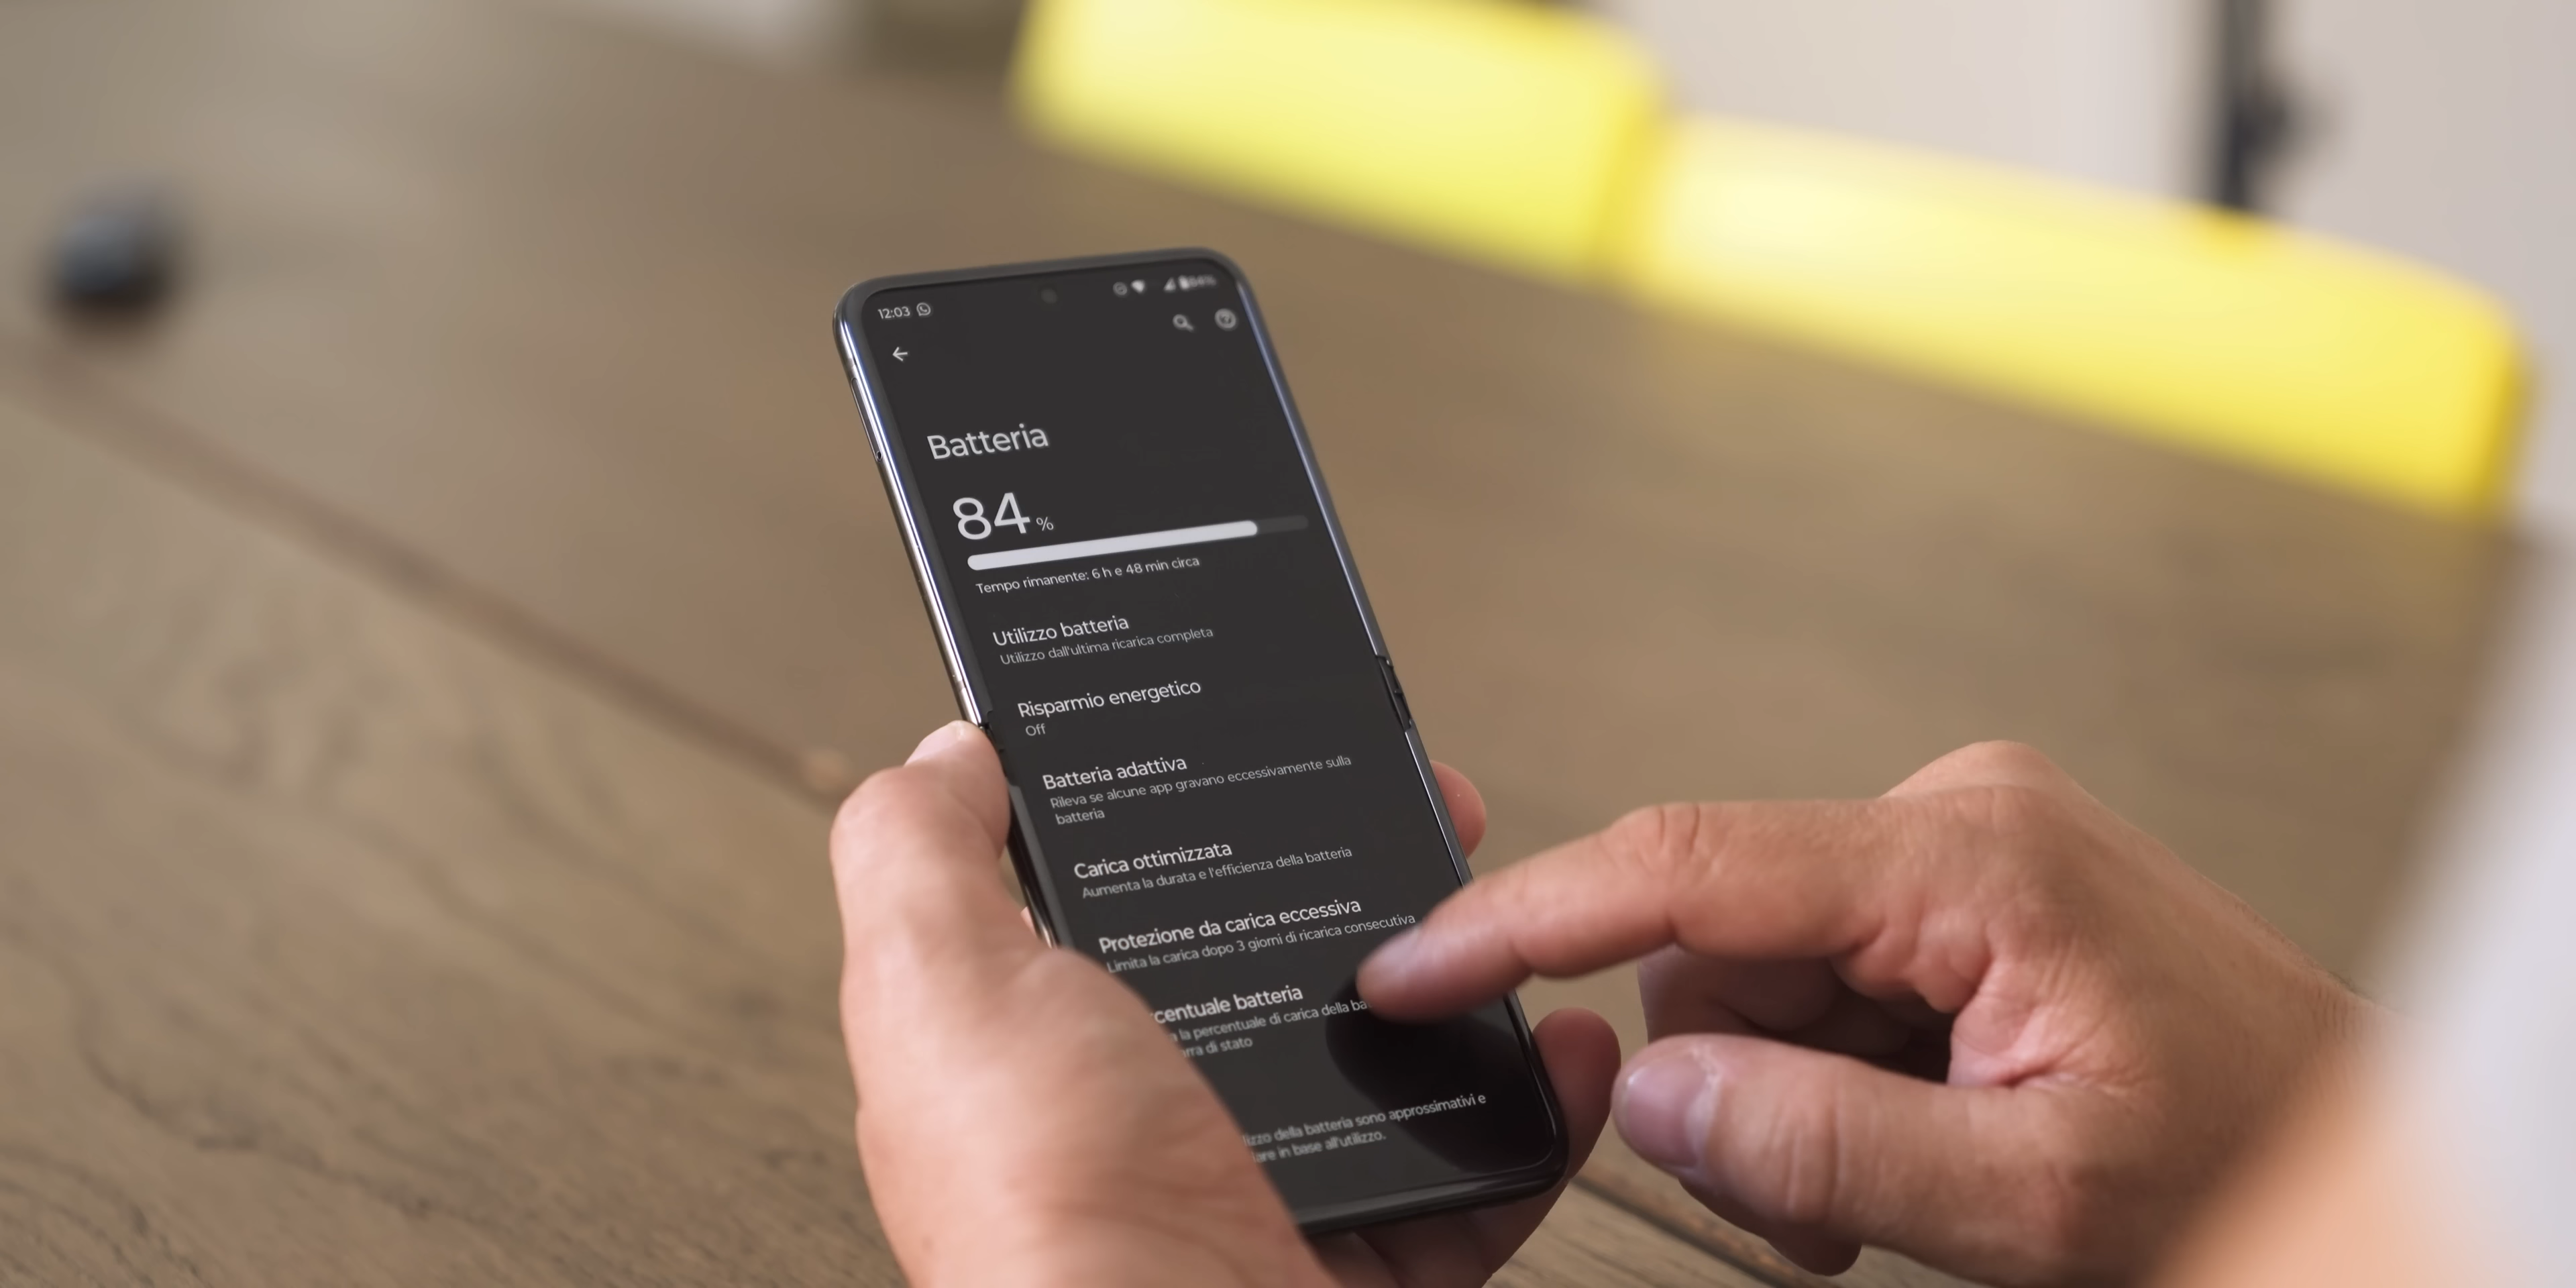 12:03
Batteria
84 %
Tempo rimanente: 6 h e 48 min circa
Utilizzo batteria
Utilizzo dall'ultima ricarica completa
Risparmio energetico
Off
Batteria adattiva
Rileva se alcune app gravano eccessivamente sulla
batteria
Carica ottimizzata
Aumenta la durata e l'efficienza della batteria
Protezione da carica eccessiva
Limita la carica dopo 3 giorni di ricarica consecutiva
centuale batteria
la percentuale di carica della ba
rra di stato
izzo della batteria sono approssimativi e
iare in base all'utilizzo.